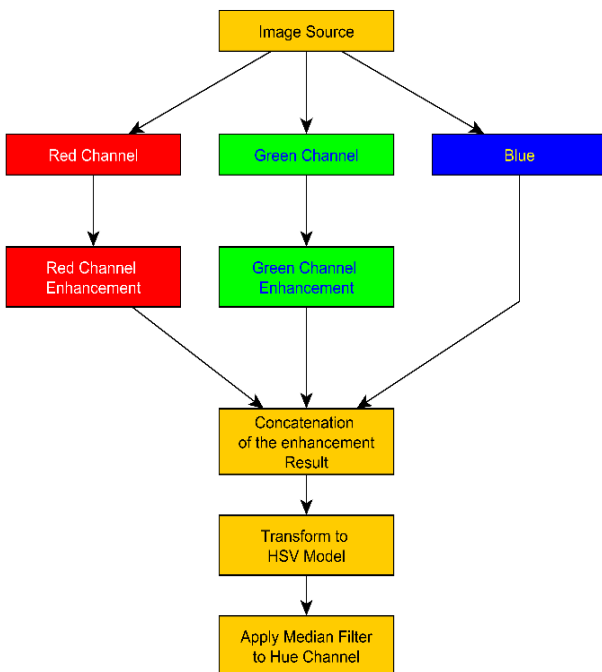 Image Source
Red Channel
Green Channel
Blue
Red Channel
Enhancement
Green Channel
Enhancement
Concatenation
of the enhancement
Result
Transform to
HSV Model
Apply Median Filter
to Hue Channel